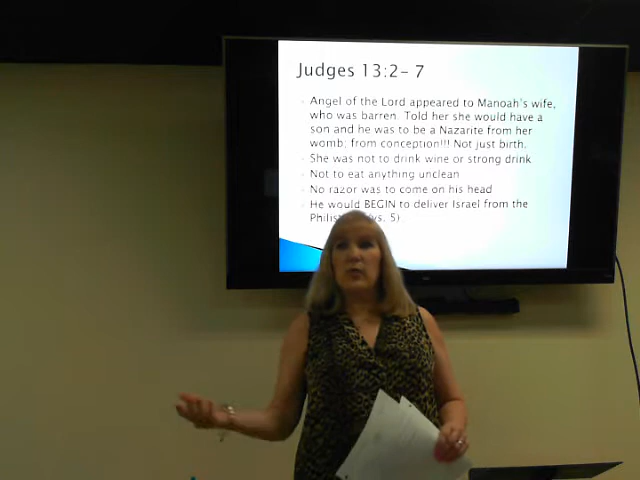 Judges 13:2- 7
Angel of the Lord appeared to Manoah's wife,
who was barren. Told her she would have a
son and he was to be a Nazarite from her
womb; from conception!!! Not just birth.
She was not to drink wine or strong drink
Not to eat anything unclean
No razor was to come on his head
He would BEGIN to deliver Israel from the
vs. 5)